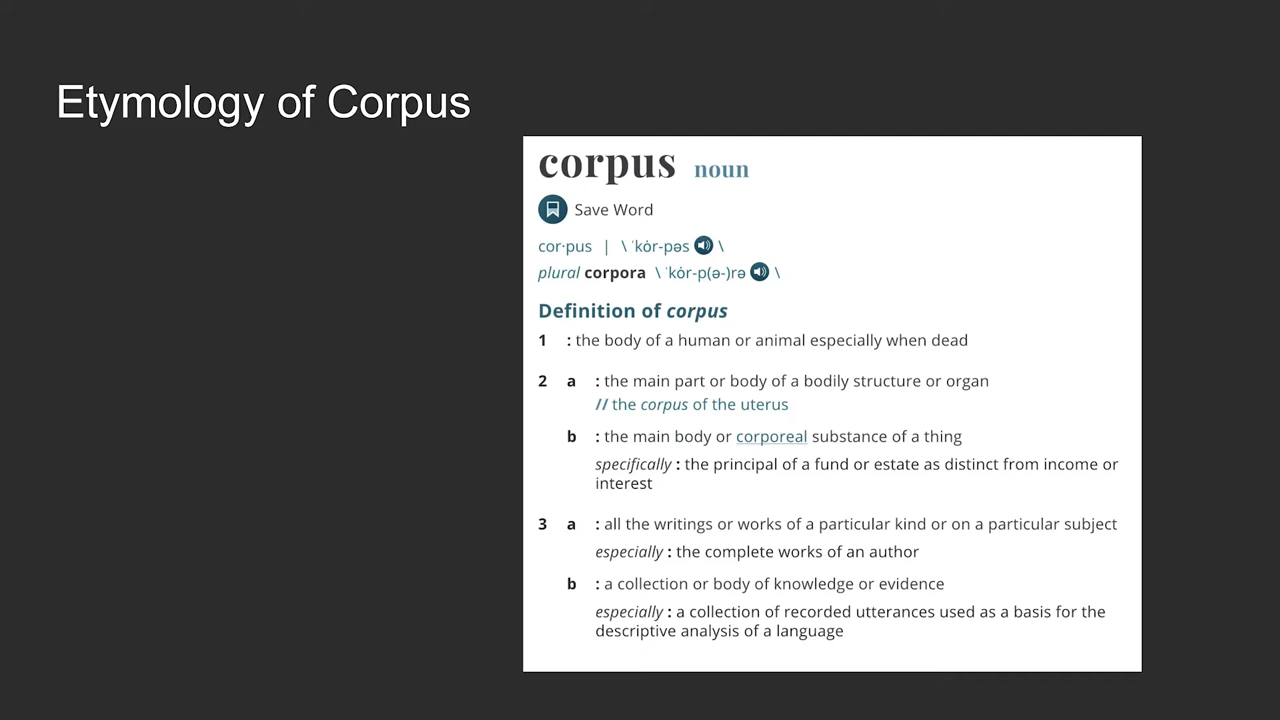 Etymology of Corpus
corpus noun
Save Word
cor·pus | \ ˈkȯr-pəs \
plural corpora \ ˈkȯr-p(ə-)rə \
Definition of corpus
1 : the body of a human or animal especially when dead
2 a : the main part or body of a bodily structure or organ
// the corpus of the uterus
b : the main body or corporeal substance of a thing
specifically : the principal of a fund or estate as distinct from income or
interest
3 a : all the writings or works of a particular kind or on a particular subject
especially : the complete works of an author
b : a collection or body of knowledge or evidence
especially : a collection of recorded utterances used as a basis for the
descriptive analysis of a language